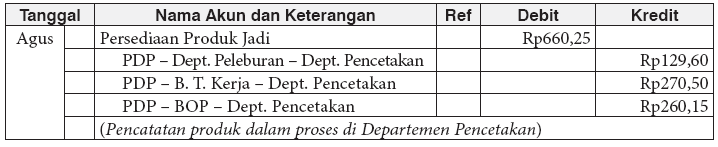 Tanggal Nama Akun dan Keterangan Ref Debit Kredit
Agus Persediaan Produk Jadi Rp660,25
PDP – Dept. Peleburan – Dept. Pencetakan Rp129,60
PDP – B. T. Kerja – Dept. Pencetakan Rp270,50
PDP – BOP – Dept. Pencetakan Rp260,15
(Pencatatan produk dalam proses di Departemen Pencetakan)